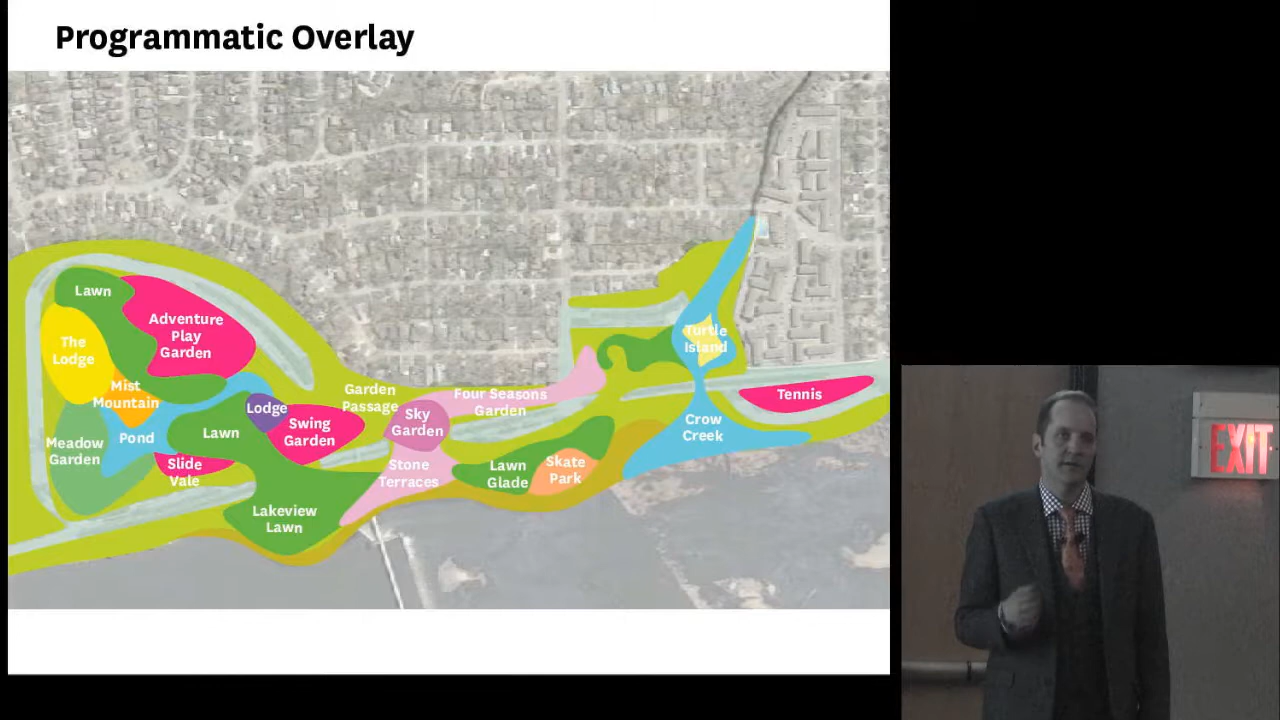 Programmatic Overlay
Lawn
Adventure
Play
Garden
The
Lodge
Mist
Mountain
Meadow
Garden
Pond
Lawn
Lodge
Swing
Garden
Slide
Vale
Lakeview
Lawn
Garden
Passage
Sky
Garden
Stone
Terraces
Four Seasons
Garden
Lawn
Glade
Skate
Park
Turtle
Island
Crow
Creek
Tennis
EXIT